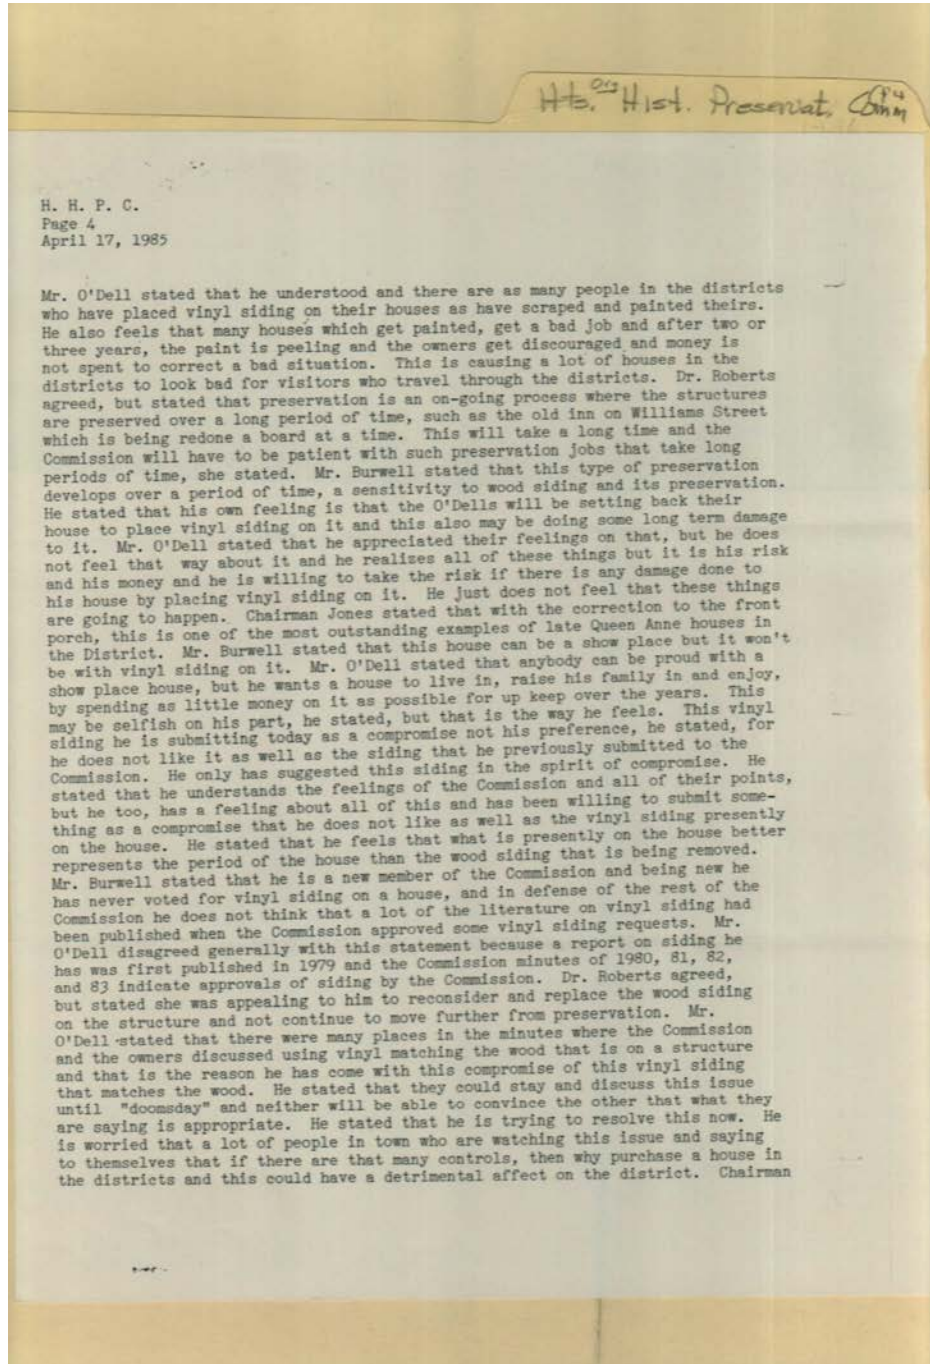 Hts. Org Hist. Preservat. Comm
P4
H. H. P. C.
Page 4
April 17, 1985
Mr. O'Dell stated that he understood and there are as many people in the districts
who have placed vinyl siding on their houses as have scraped and painted theirs.
He also feels that many houses which get painted, get a bad job and after two or
three years, the paint is peeling and the owners get discouraged and money is
not spent to correct a bad situation.  This is causing a lot of houses in the
districts to look bad for visitors who travel through the districts.  Dr. Roberts
agreed, but stated that preservation is an on-going process where the structures
are preserved over a long period of time, such as the old inn on Williams Street
which is being redone a board at a time.  This will take a long time and the
Commission will have to be patient with such preservation jobs that take long
periods of time, she stated.  Mr. Burwell stated that this type of preservation
develops over a period of time, a sensitivity to wood siding and its preservation.
He stated that his own feeling is that the O'Dells will be setting back their
house to place vinyl siding on it and this also may be doing some long term damage
to it.  Mr. O'Dell stated that he appreciated their feelings on that, but he does
not feel that  way about it and he realizes all of these things but it is his risk
and his money and he is willing to take the risk if there is any damage done to
his house by placing vinyl siding on it.  He just does not feel that these things
are going to happen.  Chairman Jones stated that with the correction to the front
porch, this is one of the most outstanding examples of late Queen Anne houses in
the District.  Mr. Burwell stated that this house can be a show place but it won't
be with vinyl siding on it.  Mr. O'Dell stated that anybody can be proud with a
show place house, but he wants a house to live in, raise his family in and enjoy,
by spending as little money on it as possible for up keep over the years.  This
may be selfish on his part, he stated, but that is the way he feels.  This vinyl
siding he is submitting today as a compromise not his preference, he stated, for
he does not like it as well as the siding that he previously submitted to the
Commission.  He only has suggested this siding in the spirit of compromise.  He
stated that he understands the feelings of the Commission and all of their points,
but he too, has a feeling about all of this and has been willing to submit some-
thing as a compromise that he does not like as well as the vinyl siding presently
on the house.  He stated that he feels that what is presently on the house better
represents the period of the house than the wood siding that is being removed.
Mr. Burwell stated that he is a new member of the Commission and being new he
has never voted for vinyl siding on a house, and in defense of the rest of the
Commission he does not think that a lot of the literature on vinyl siding had
been published when the Commission approved some vinyl siding requests.  Mr.
O'Dell disagreed generally with this statement because a report on siding he
has was first published in 1979 and the Commission minutes of 1980, 81, 82,
and 83 indicate approvals of siding by the Commission.  Dr. Roberts agreed,
but stated she was appealing to him to reconsider and replace the wood siding
on the structure and not continue to move further from preservation.  Mr.
O'Dell stated that there were many places in the minutes where the Commission
and the owners discussed using vinyl matching the wood that is on a structure
and that is the reason he has come with this compromise of this vinyl siding
that matches the wood.  He stated that they could stay and discuss this issue
until  "doomsday" and neither will be able to convince the other that what they
are saying is appropriate.  He stated that he is trying to resolve this now.  He
is worried that a lot of people in town who are watching this issue and saying
to themselves that if there are that many controls, then why purchase a house in
the districts and this could have a detrimental affect on the district.  Chairman